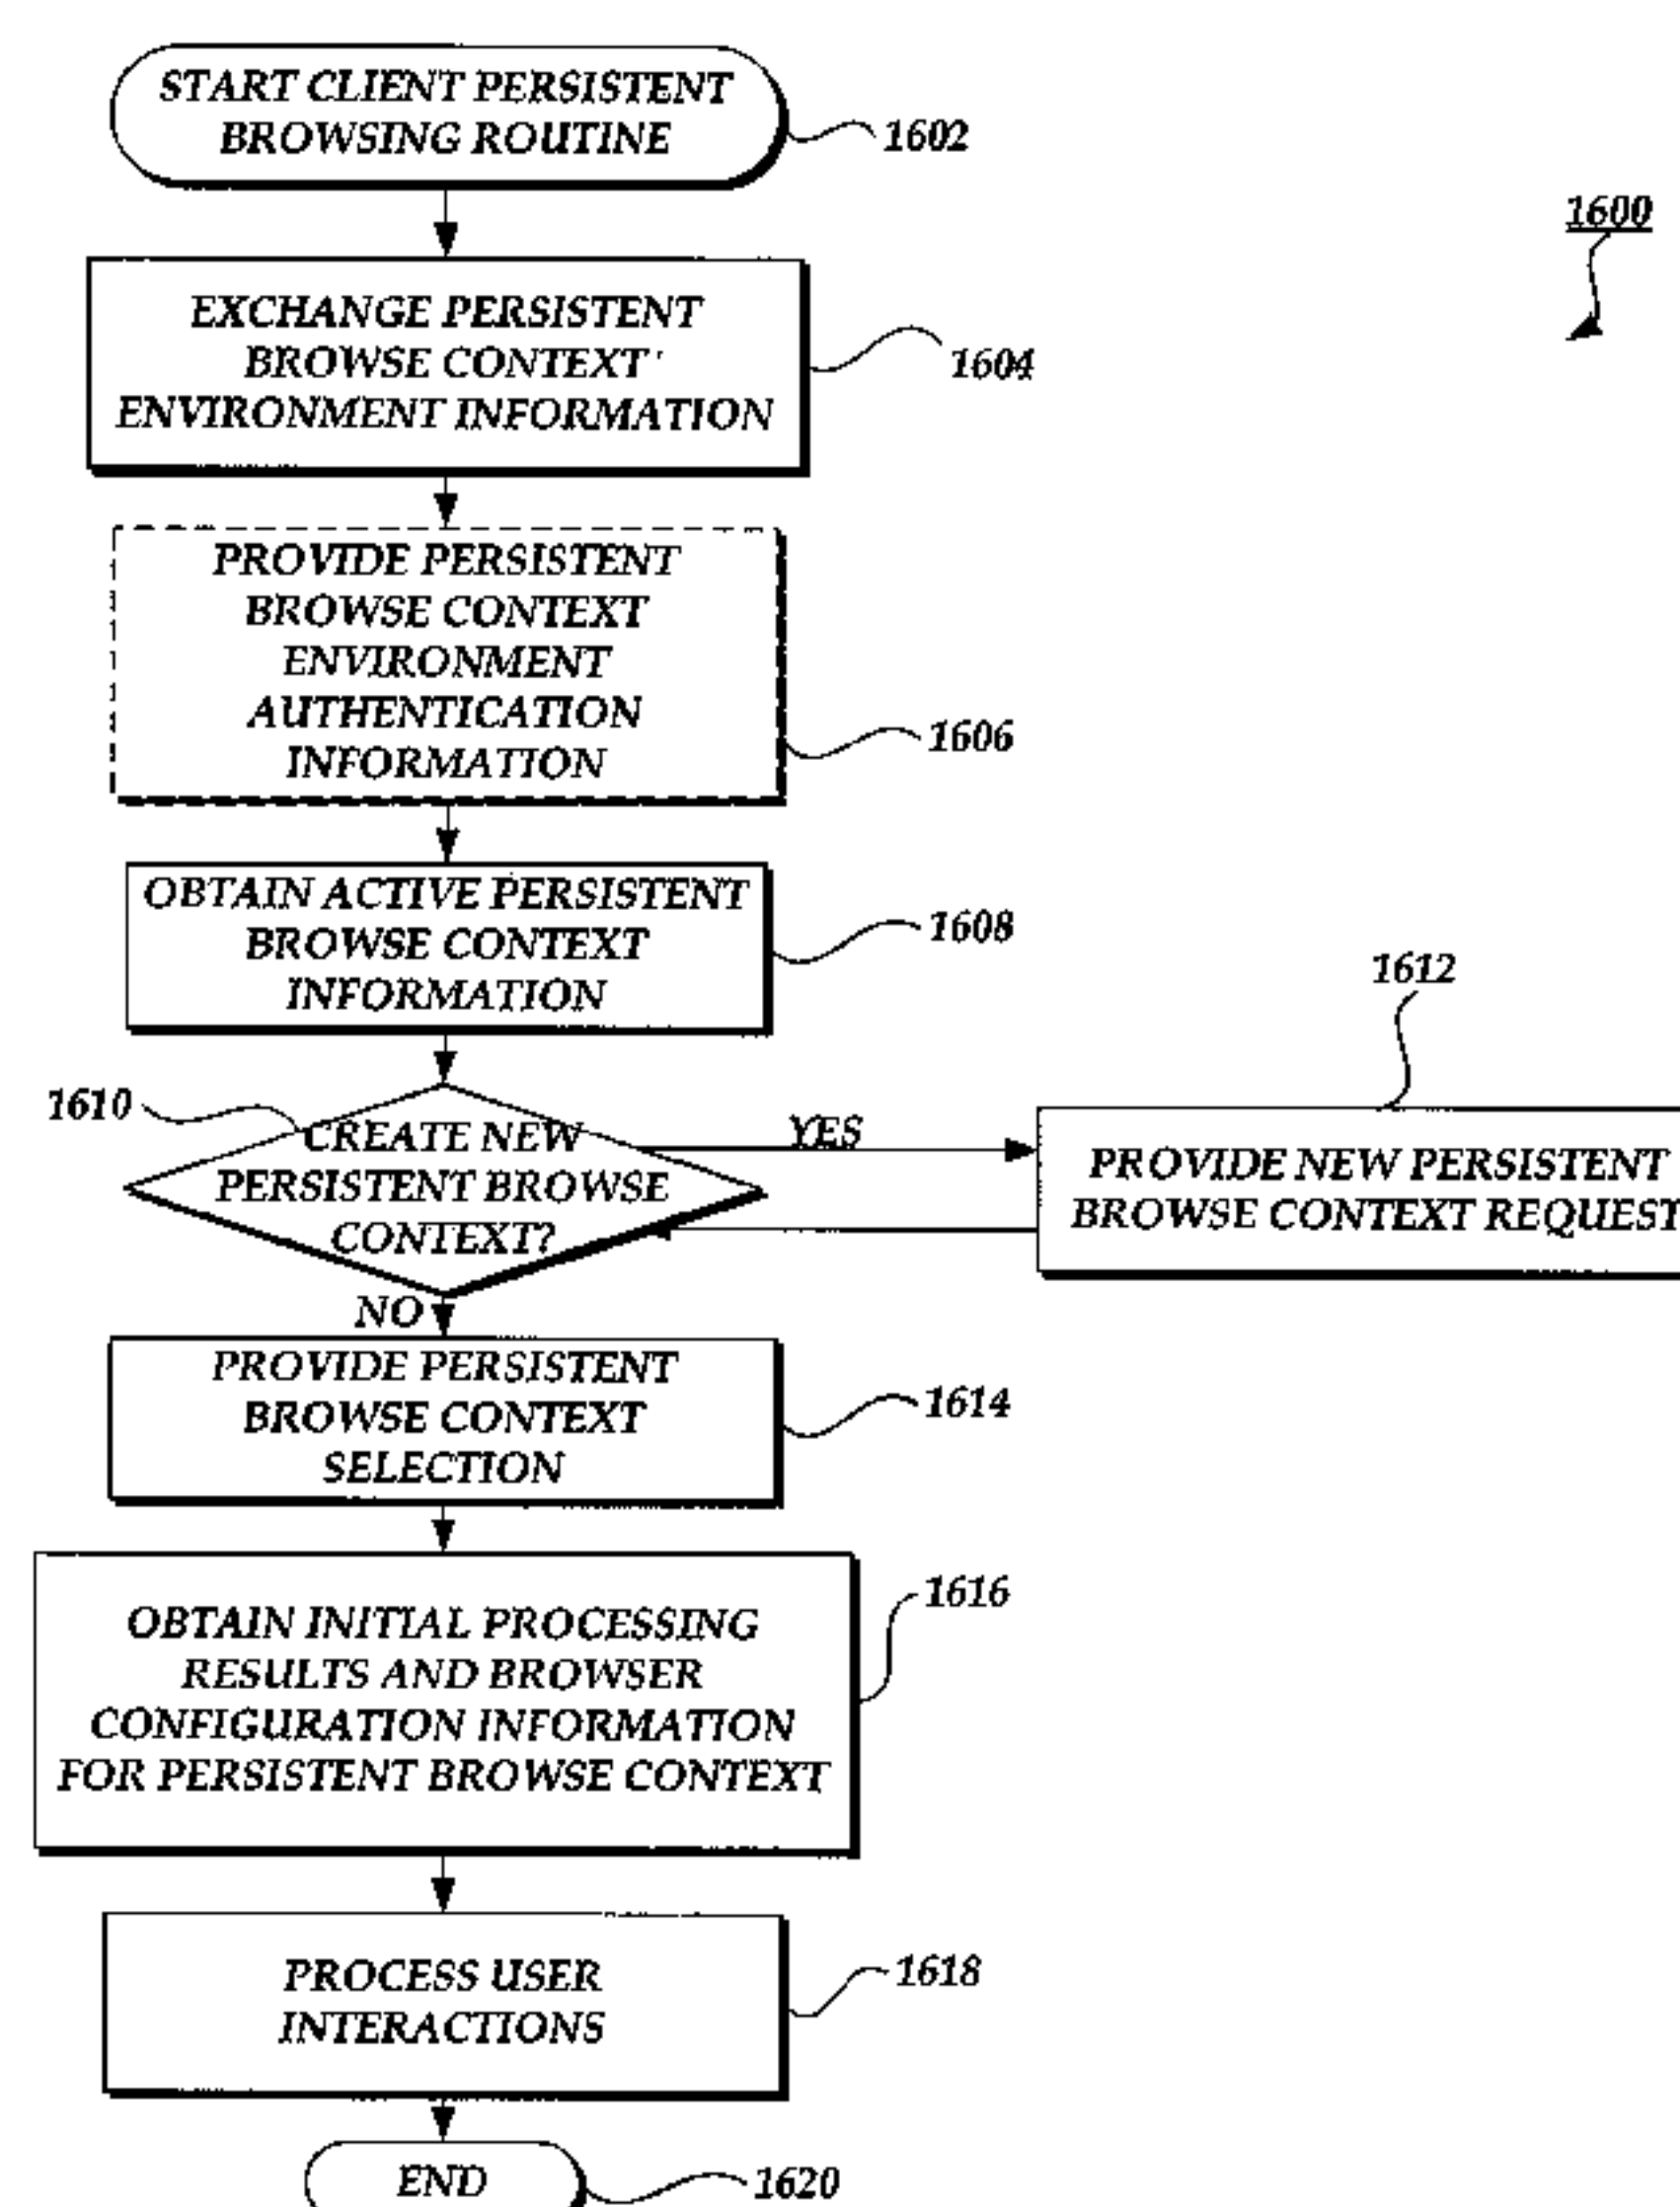 START CLIENT PERSISTENT
BROWSING ROUTINE
1602
1600
EXCHANGE PERSISTENT
BROWSE CONTEXT
ENVIRONMENT INFORMATION
1604
PROVIDE PERSISTENT
BROWSE CONTEXT
ENVIRONMENT
AUTHENTICATION
INFORMATION
1606
OBTAIN ACTIVE PERSISTENT
BROWSE CONTEXT
INFORMATION
1608
1610
CREATE NEW
PERSISTENT BROWSE
CONTEXT?
YES
1612
PROVIDE NEW PERSISTENT
BROWSE CONTEXT REQUEST
NO
PROVIDE PERSISTENT
BROWSE CONTEXT
SELECTION
1614
OBTAIN INITIAL PROCESSING
RESULTS AND BROWSER
CONFIGURATION INFORMATION
FOR PERSISTENT BROWSE CONTEXT
1616
PROCESS USER
INTERACTIONS
1618
END
1620